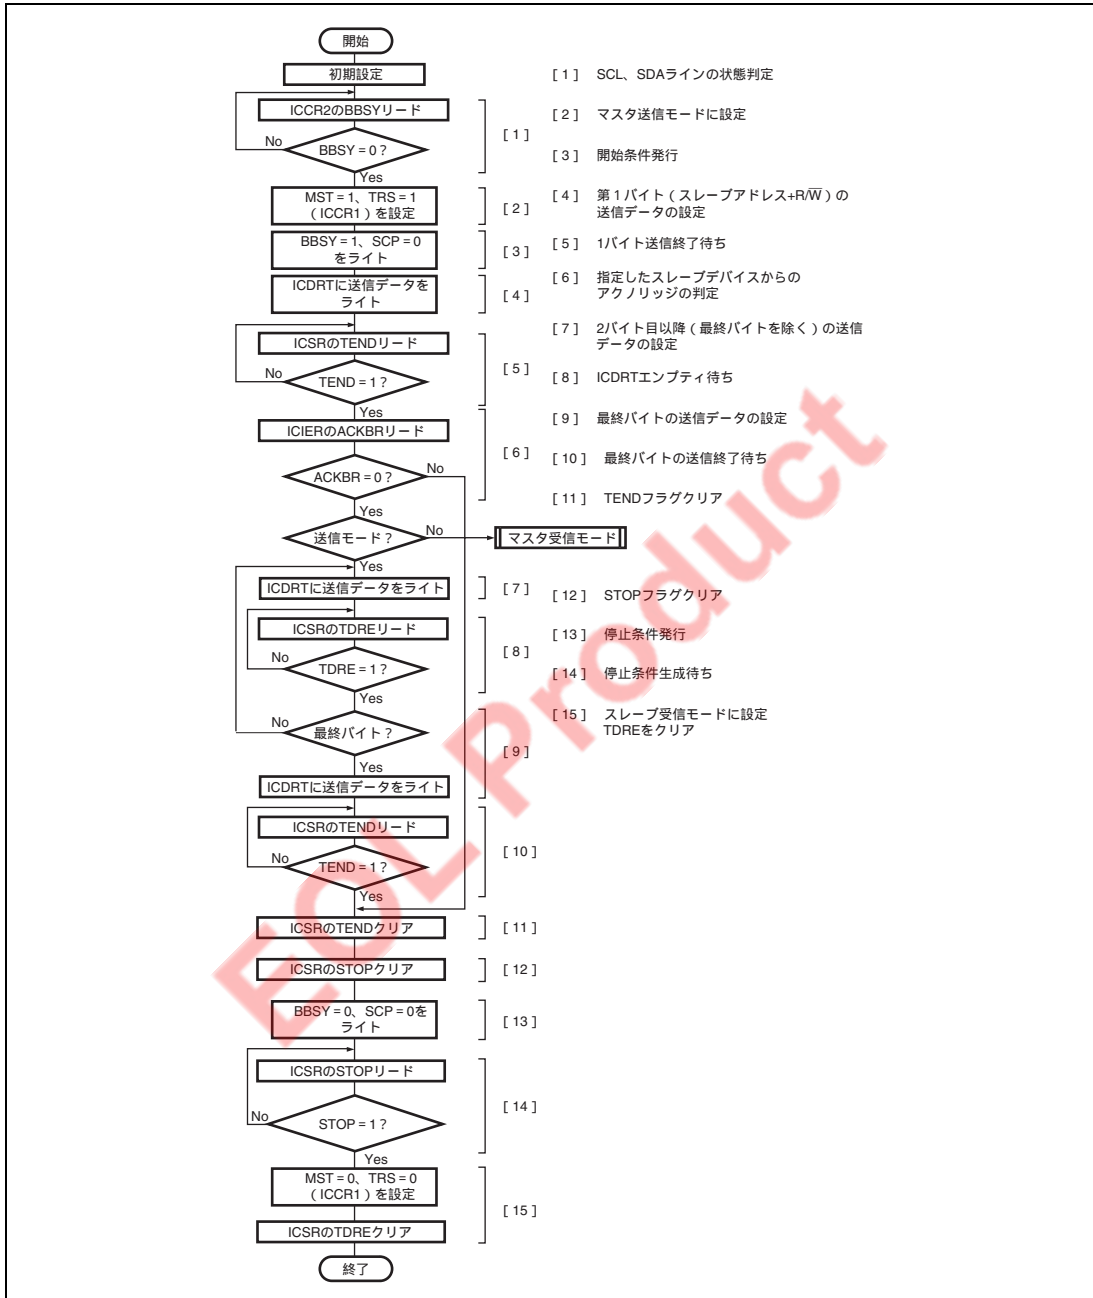 開始
初期設定
ICCR2のBBSYリード
No
BBSY = 0 ?
[ 1 ]
Yes
MST = 1、TRS = 1
( ICCR1 ) を設定
[ 2 ]
BBSY = 1、SCP = 0
をライト
[ 3 ]
ICDRTに送信データを
ライト
[ 4 ]
ICSRのTENDリード
No
TEND = 1 ?
[ 5 ]
Yes
ICIERのACKBRリード
ACKBR = 0 ?
No
[ 6 ]
Yes
送信モード ?
No
マスタ受信モード
Yes
ICDRTに送信データをライト
[ 7 ]
ICSRのTDREリード
No
TDRE = 1 ?
[ 8 ]
Yes
No
最終バイト ?
[ 9 ]
Yes
ICDRTに送信データをライト
ICSRのTENDリード
No
TEND = 1 ?
[ 10 ]
Yes
ICSRのTENDクリア
[ 11 ]
ICSRのSTOPクリア
[ 12 ]
BBSY = 0、SCP = 0を
ライト
[ 13 ]
ICSRのSTOPリード
No
STOP = 1 ?
[ 14 ]
Yes
MST = 0、TRS = 0
( ICCR1 ) を設定
[ 15 ]
ICSRのTDREクリア
終了
[ 1 ] SCL、SDAラインの状態判定
[ 2 ] マスタ送信モードに設定
[ 3 ] 開始条件発行
[ 4 ] 第1バイト ( スレーブアドレス+R/W̅ ) の
送信データの設定
[ 5 ] 1バイト送信終了待ち
[ 6 ] 指定したスレーブデバイスからの
アクノリッジの判定
[ 7 ] 2バイト目以降 ( 最終バイトを除く ) の送信
データの設定
[ 8 ] ICDRTエンプティ待ち
[ 9 ] 最終バイトの送信データの設定
[ 10 ] 最終バイトの送信終了待ち
[ 11 ] TENDフラグクリア
[ 12 ] STOPフラグクリア
[ 13 ] 停止条件発行
[ 14 ] 停止条件生成待ち
[ 15 ] スレーブ受信モードに設定
TDREをクリア
EOL Product